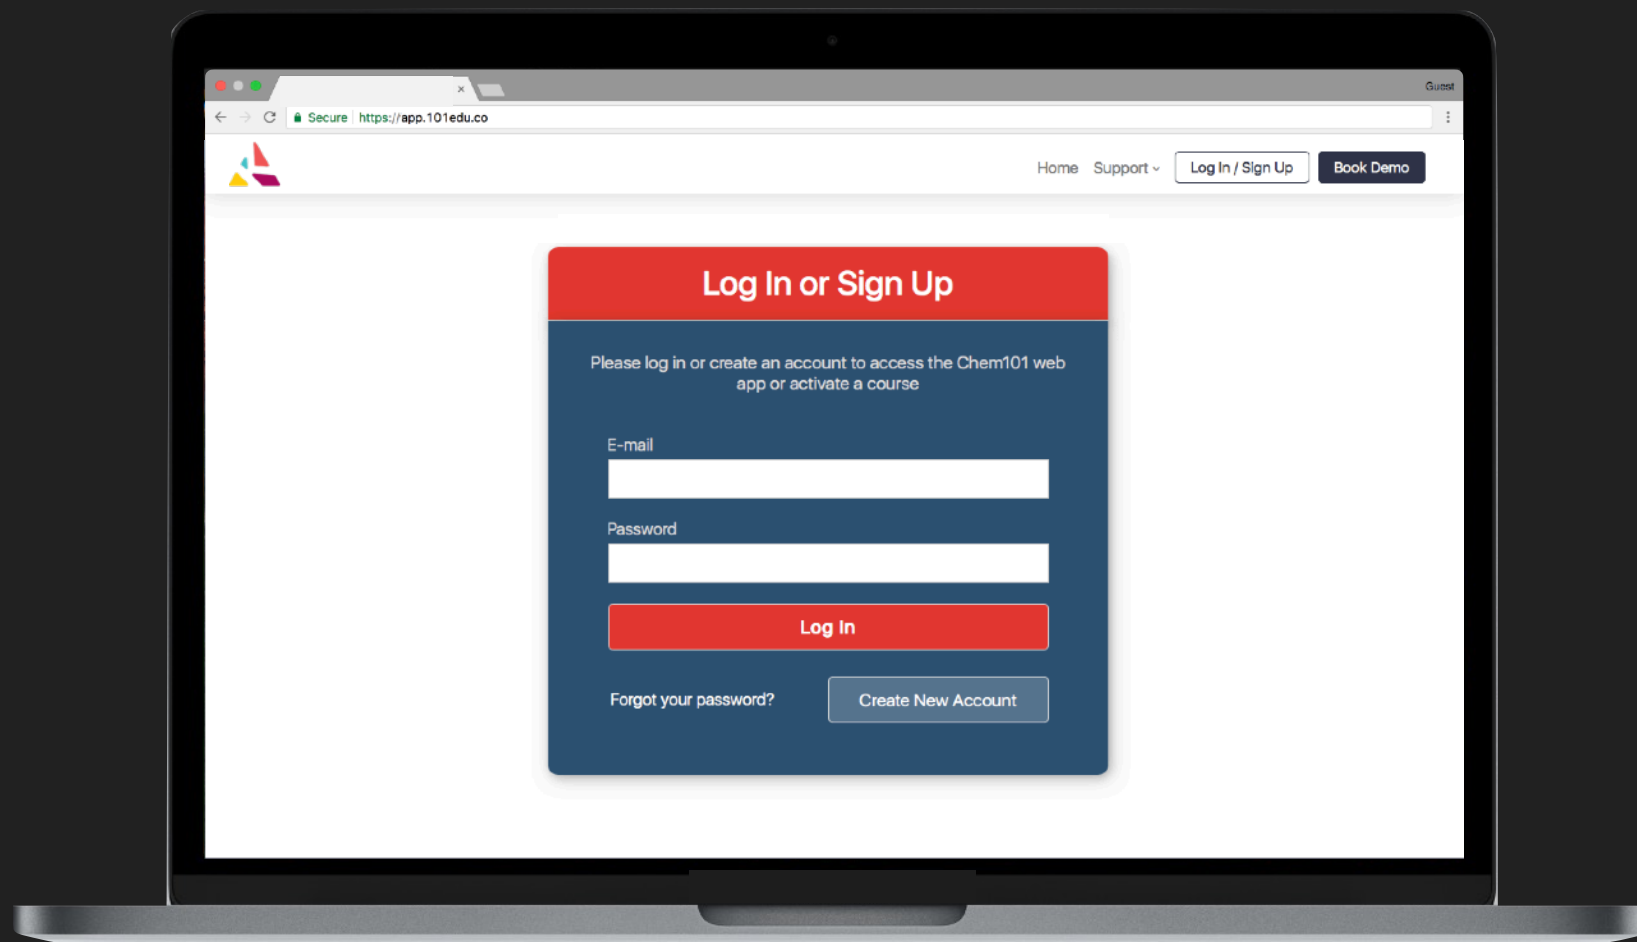 Guest
Secure https://app.101edu.co
Home Support Log In / Sign Up Book Demo
Log In or Sign Up
Please log in or create an account to access the Chem101 web
app or activate a course
E-mail
Password
Log In
Forgot your password? Create New Account